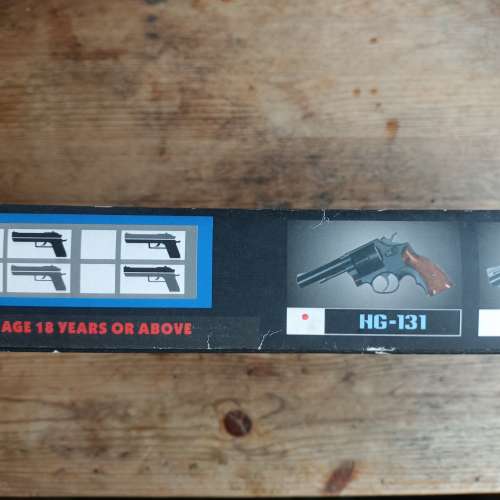 AGE 18 YEARS OR ABOVE
HG-131